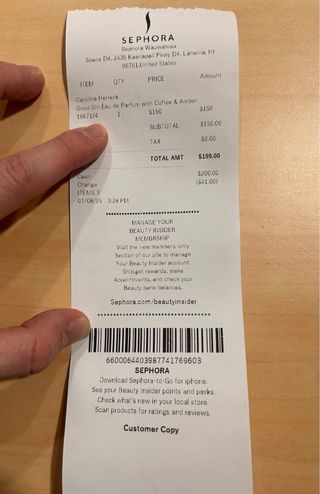 SEPHORA
Sephora Wauwatosa
Space D4, 2435 Kaanapali Pkwy D4, Lahaina, HI
96761,United States
ITEM QTY PRICE Amount
Carolina Herrera
Good Girl Eau de Parfum with Coffee & Amber
1967124 1 $150 $150
SUBTOTAL $150.00
TAX $9.00
TOTAL AMT $159.00
Cash $200.00
Change ($41.00)
ITEMS 3
07/08/25 3:28 PM
MANAGE YOUR
BEAUTY INSIDER
MEMBRSHIP
Visit the new members-only
Section of our site to manage
Your Beauty Insider account.
Ship,get rewards, make
Appointments, and check your
Beauty bank balances.
Sephora.com/beautyinsider
6600064403987741769603
SEPHORA
Download Sephora-to-Go for iphone.
See your Beauty Insider points and perks.
Check what's new in your local store.
Scan products for ratings and reviews.
Customer Copy